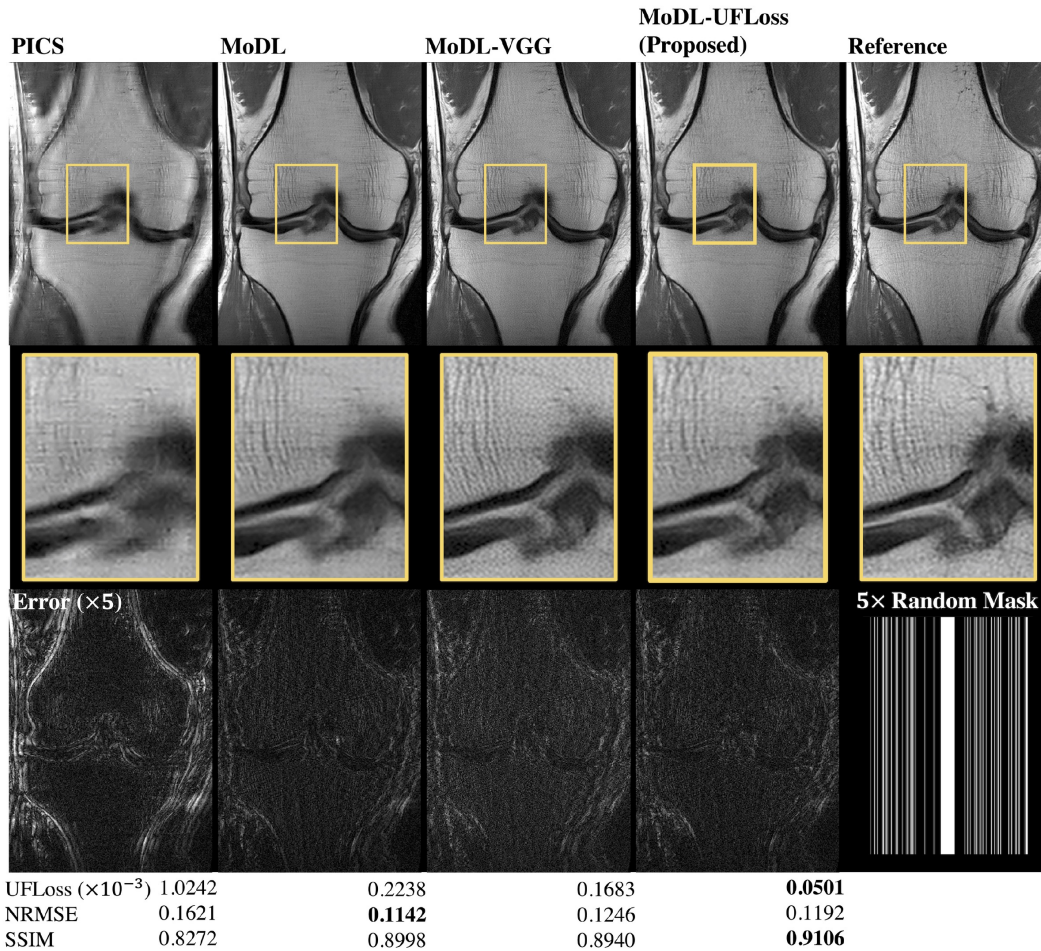 PICS MoDL MoDL-VGG MoDL-UFLoss (Proposed) Reference
Error (×5) 5× Random Mask
UFLoss (×10⁻³) 1.0242 0.2238 0.1683 0.0501
NRMSE 0.1621 0.1142 0.1246 0.1192
SSIM 0.8272 0.8998 0.8940 0.9106